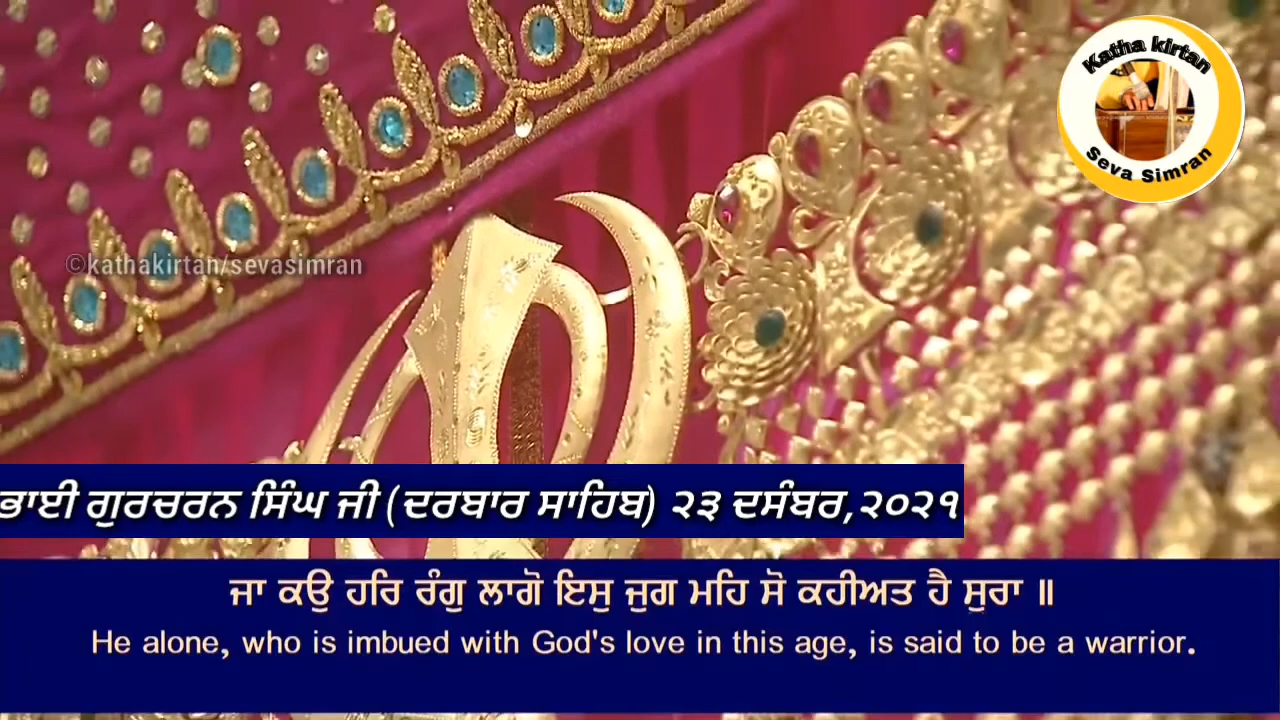 Katha kirtan
Seva Simran
©kathakirtan/sevasimran
ਭਾਈ ਗੁਰਚਰਨ ਸਿੰਘ ਜੀ (ਦਰਬਾਰ ਸਾਹਿਬ) ੨੩ ਦਸੰਬਰ,੨੦੨੧
ਜਾ ਕਉ ਹਰਿ ਰੰਗੁ ਲਾਗੋ ਇਸੁ ਜੁਗ ਮਹਿ ਸੋ ਕਹੀਅਤ ਹੈ ਸੂਰਾ ॥
He alone, who is imbued with God's love in this age, is said to be a warrior.